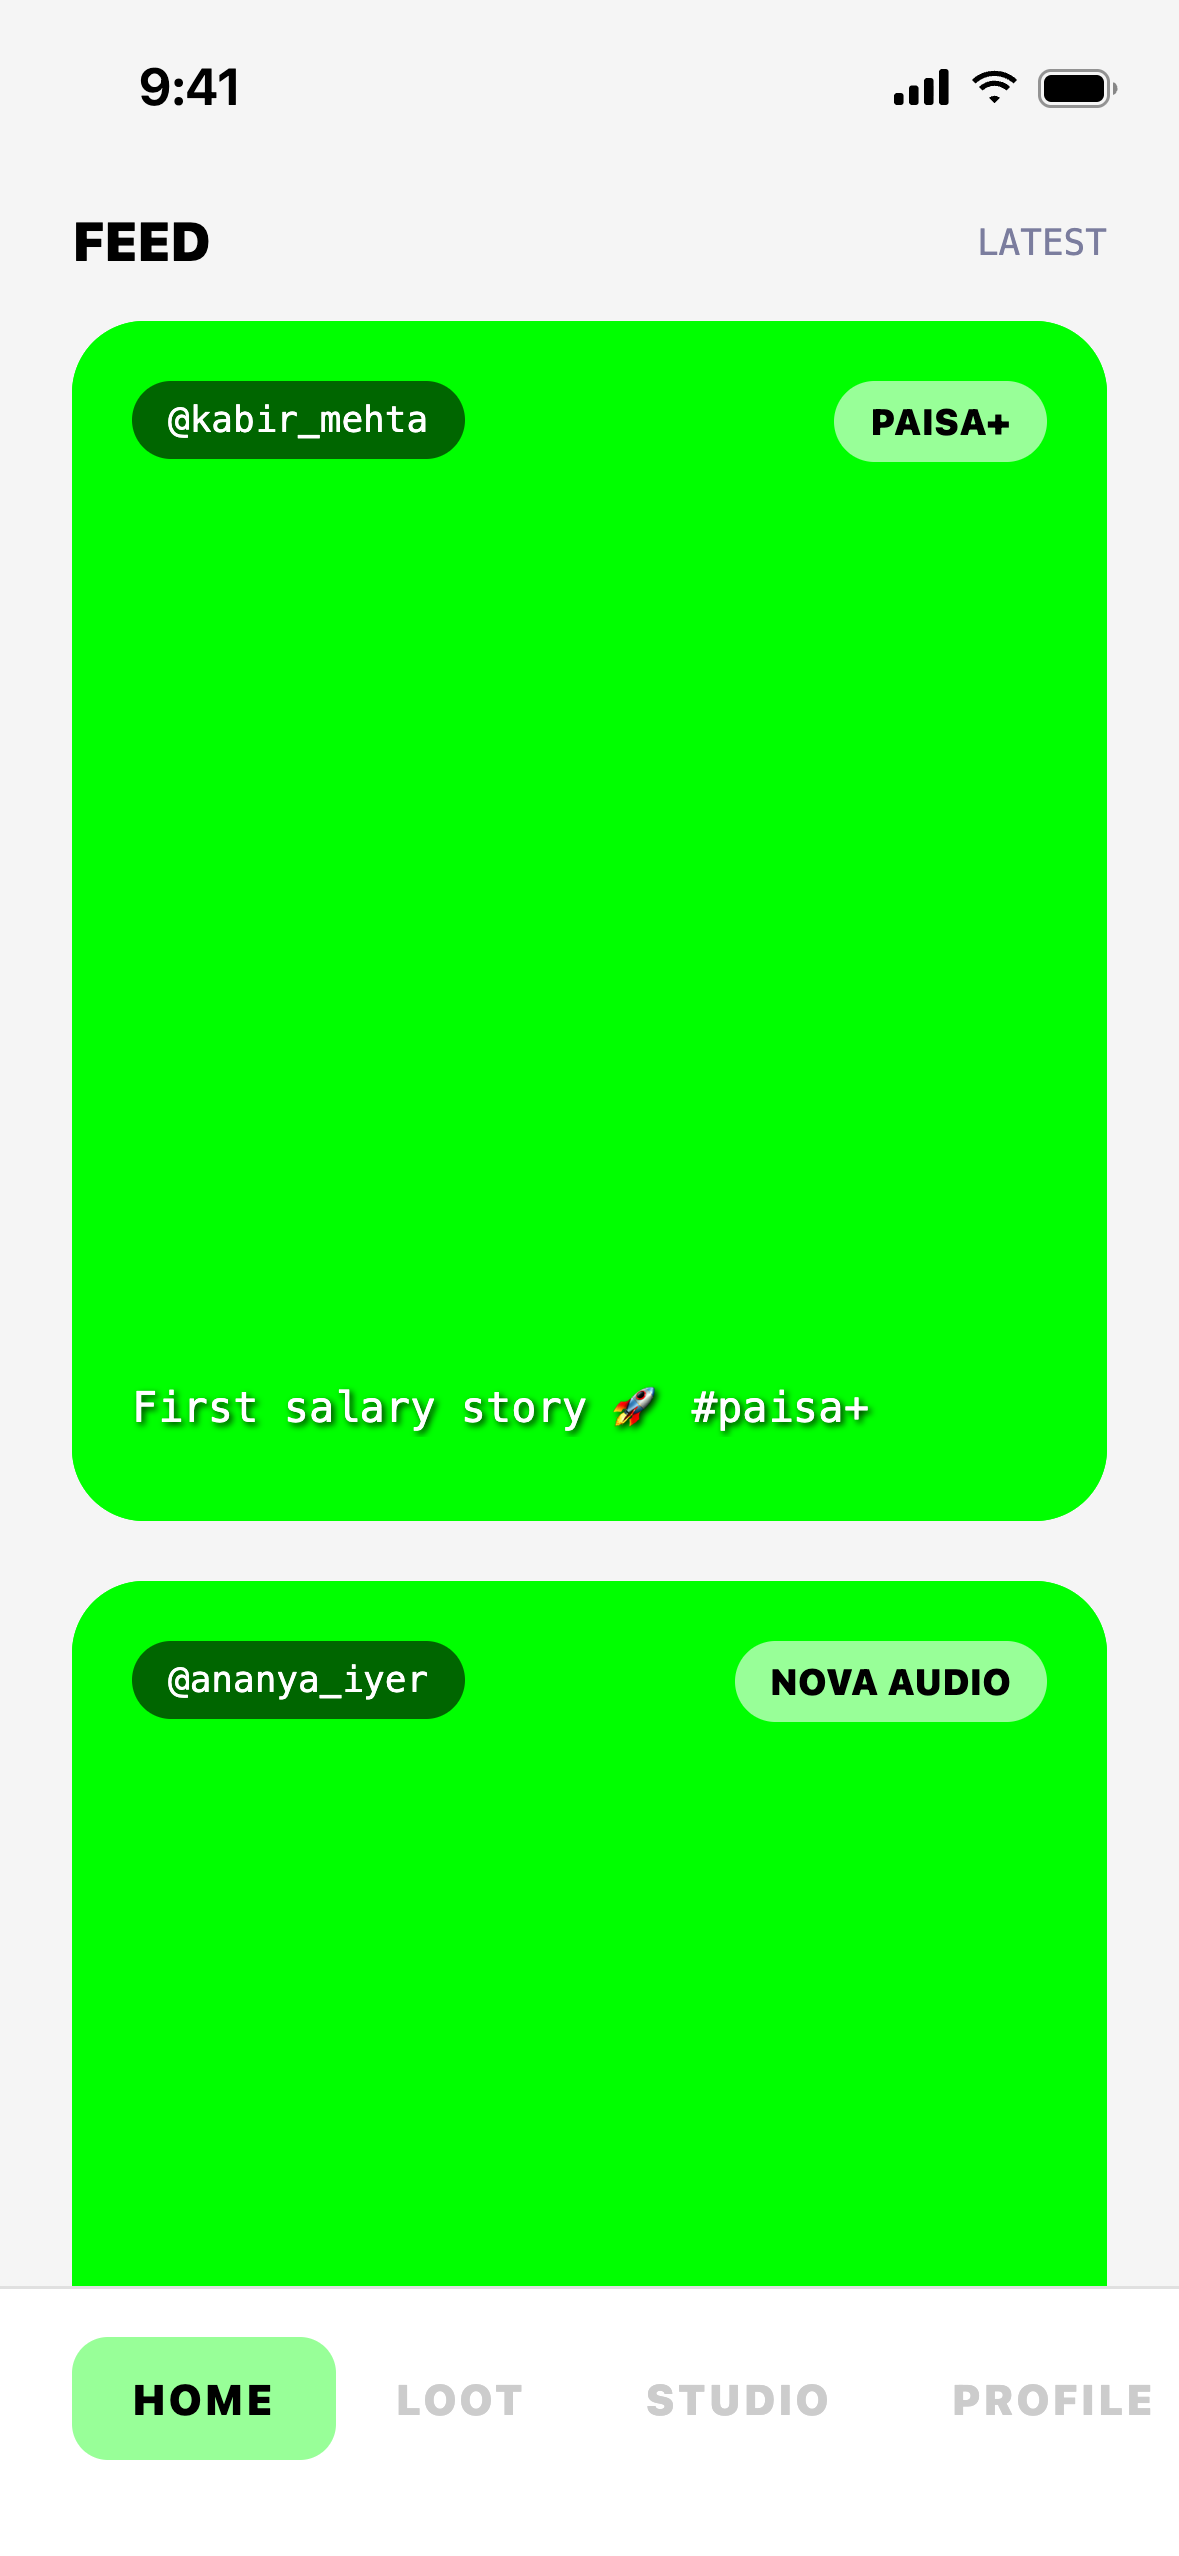 9:41
FEED
LATEST
@kabir_mehta
PAISA+
First salary story 🚀 #paisa+
@ananya_iyer
NOVA AUDIO
HOME
LOOT
STUDIO
PROFILE